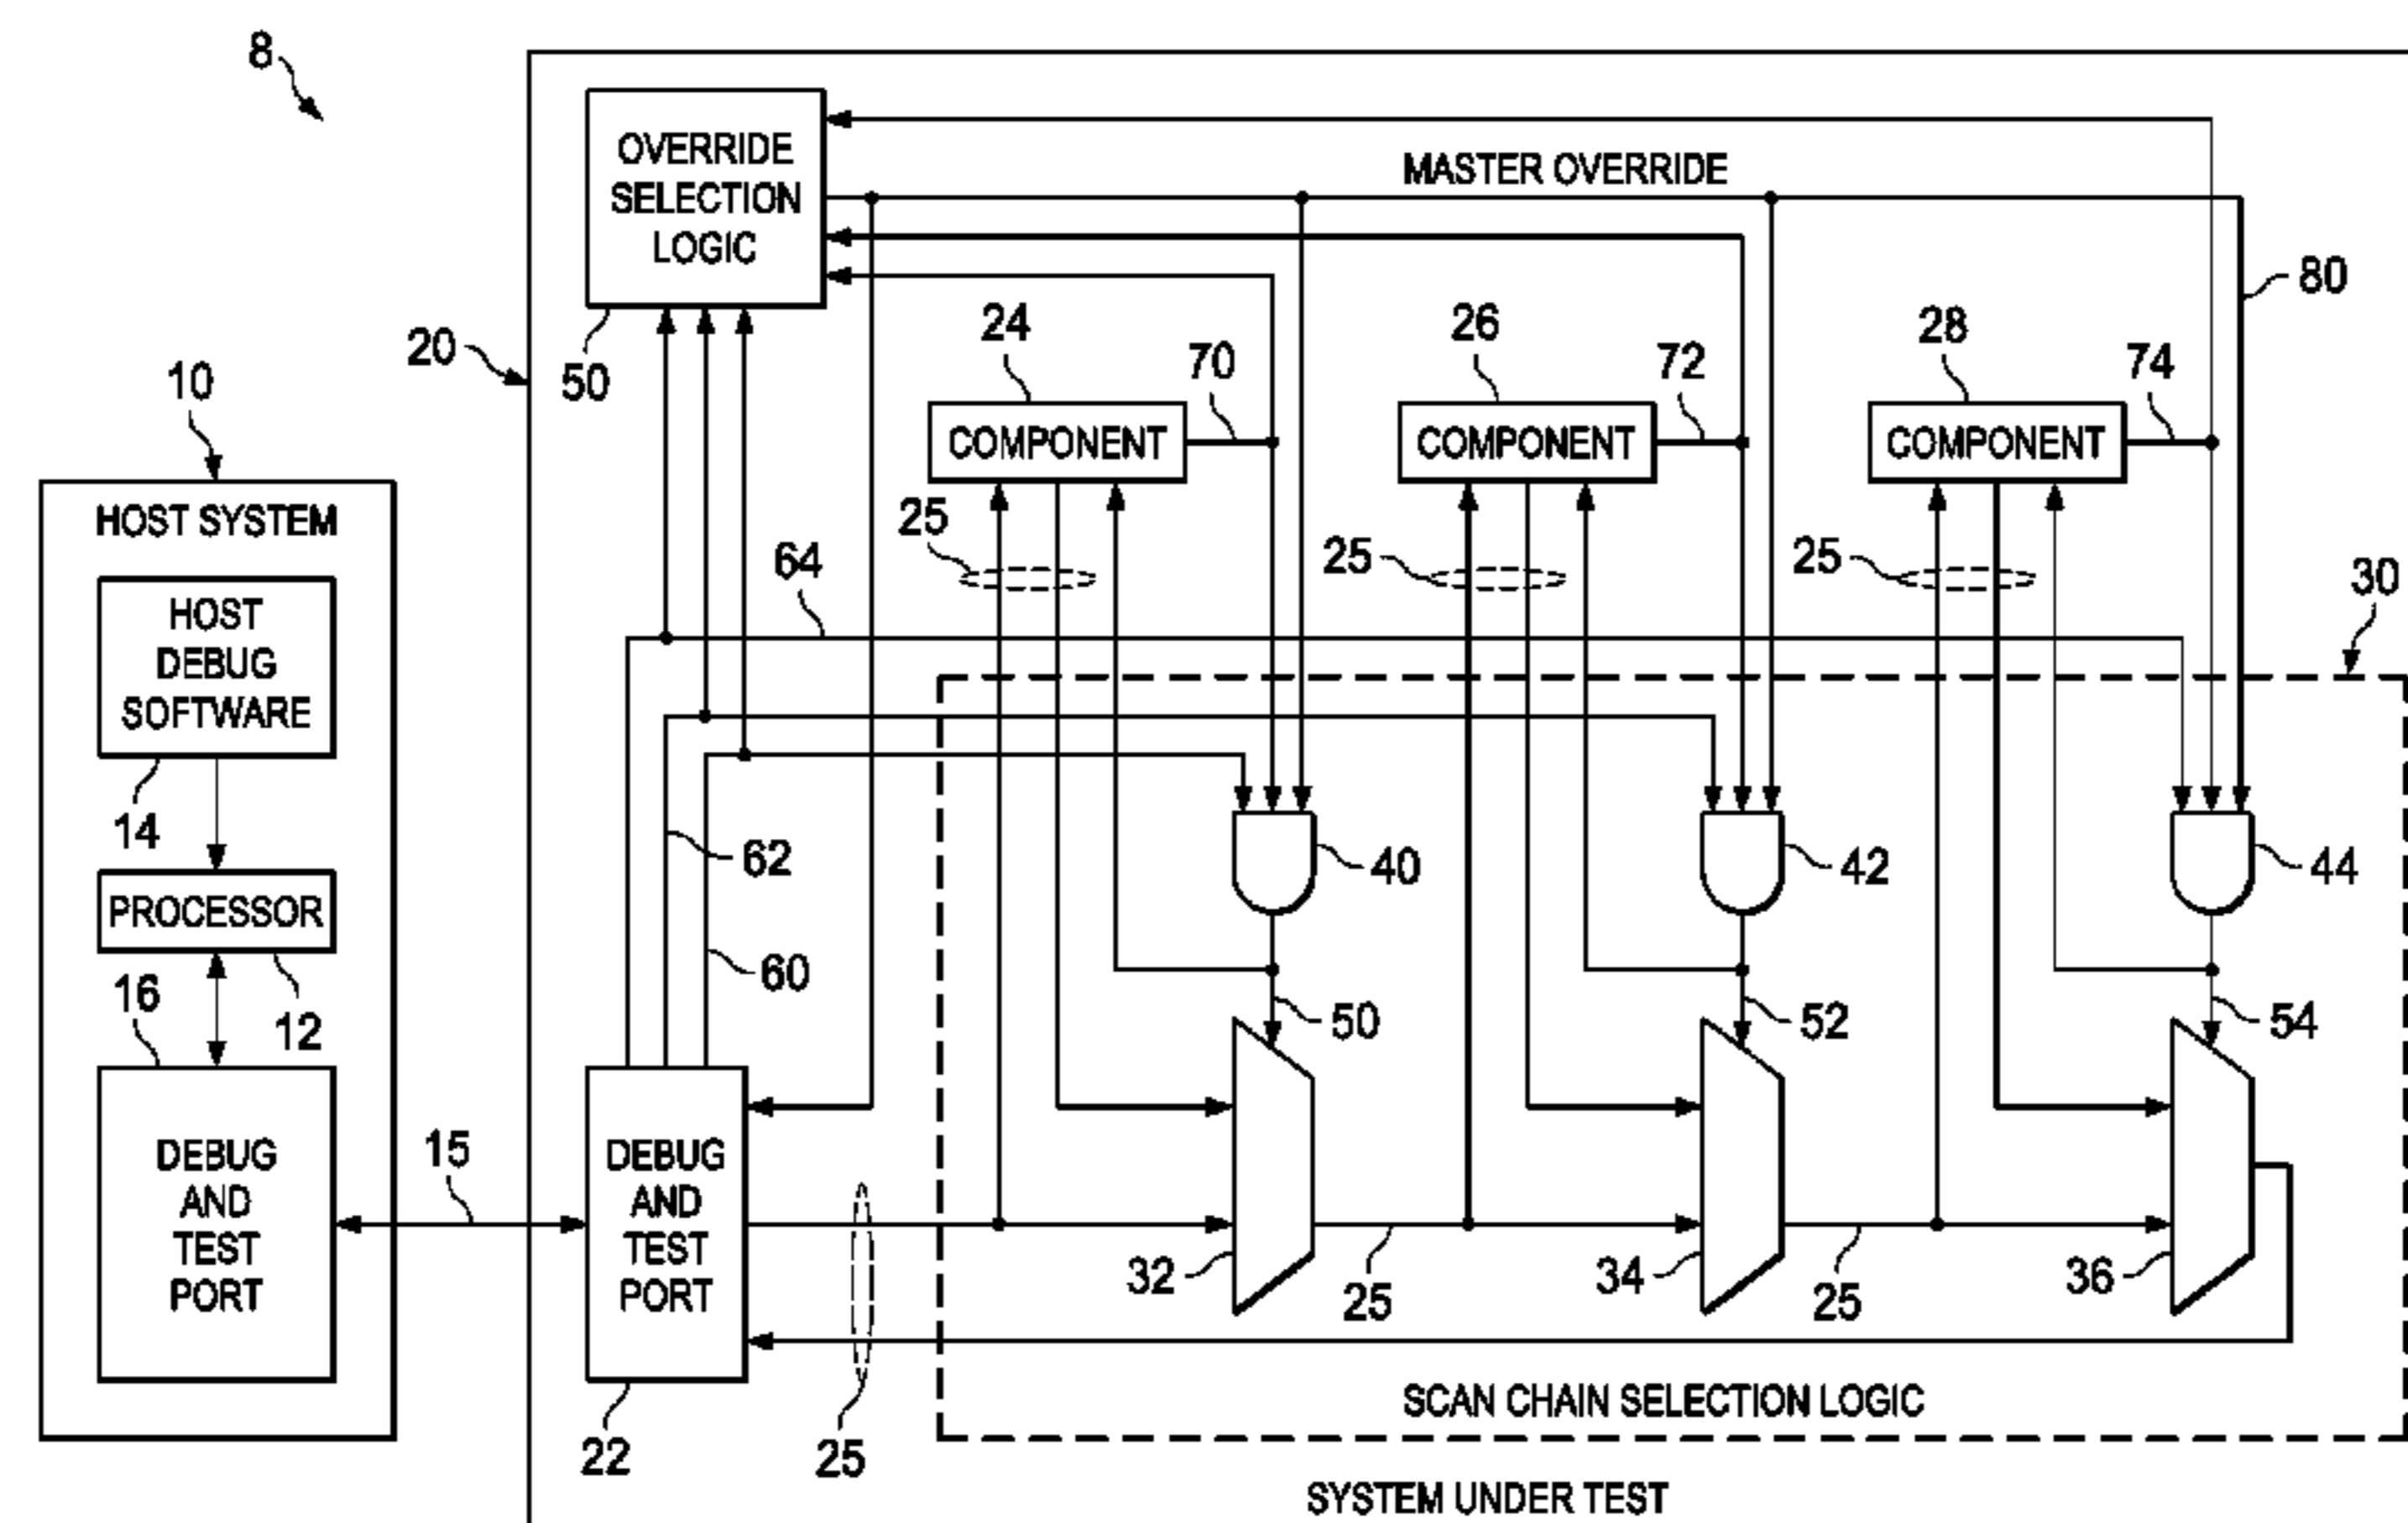 8
OVERRIDE
SELECTION
LOGIC
MASTER OVERRIDE
80
50
20
24
70
26
72
28
74
10
COMPONENT
COMPONENT
COMPONENT
HOST SYSTEM
25
25
25
64
30
HOST
DEBUG
SOFTWARE
14
62
40
42
44
PROCESSOR
60
16
12
50
52
54
DEBUG
AND
TEST
PORT
15
DEBUG
AND
TEST
PORT
32
25
34
25
36
22
25
SCAN CHAIN SELECTION LOGIC
SYSTEM UNDER TEST